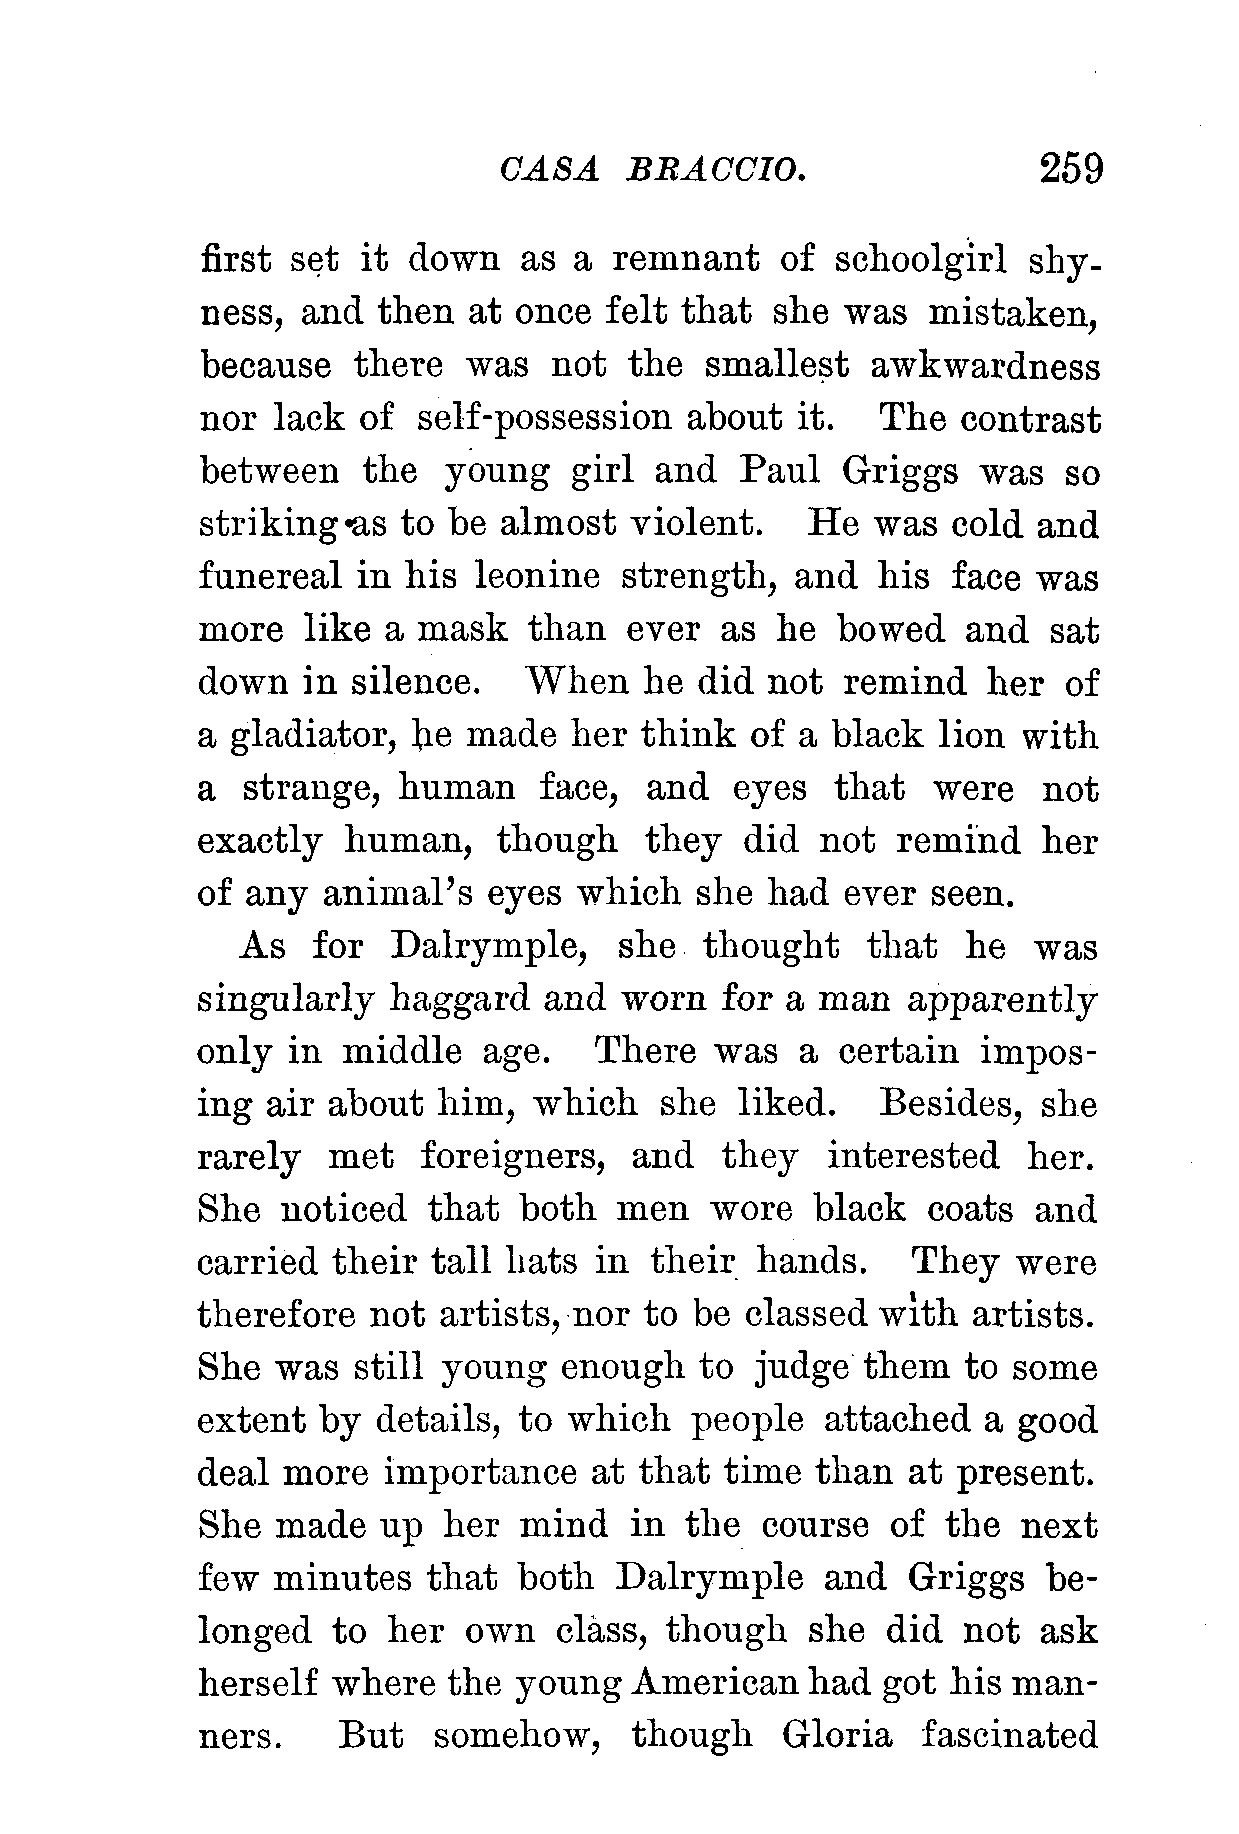 CASA BRACCIO. 259
first set it down as a remnant of schoolgirl shy-
ness, and then at once felt that she was mistaken,
because there was not the smallest awkwardness
nor lack of self-possession about it. The contrast
between the young girl and Paul Griggs was so
striking as to be almost violent. He was cold and
funereal in his leonine strength, and his face was
more like a mask than ever as he bowed and sat
down in silence. When he did not remind her of
a gladiator, he made her think of a black lion with
a strange, human face, and eyes that were not
exactly human, though they did not remind her
of any animal's eyes which she had ever seen.
As for Dalrymple, she thought that he was
singularly haggard and worn for a man apparently
only in middle age. There was a certain impos-
ing air about him, which she liked. Besides, she
rarely met foreigners, and they interested her.
She noticed that both men wore black coats and
carried their tall hats in their hands. They were
therefore not artists, nor to be classed with artists.
She was still young enough to judge them to some
extent by details, to which people attached a good
deal more importance at that time than at present.
She made up her mind in the course of the next
few minutes that both Dalrymple and Griggs be-
longed to her own class, though she did not ask
herself where the young American had got his man-
ners. But somehow, though Gloria fascinated